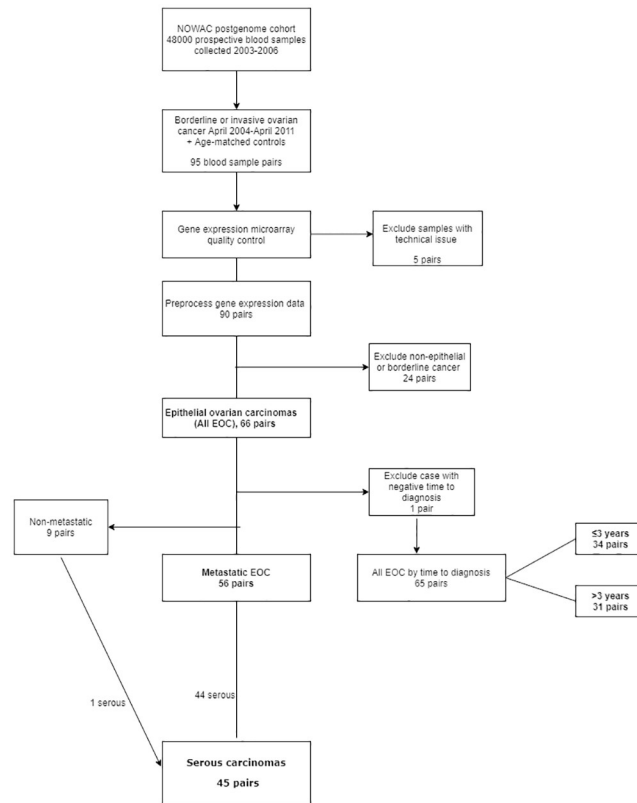 NOWAC postgenome cohort
48000 prospective blood samples
collected 2003-2006
Borderline or invasive ovarian
cancer April 2004-April 2011
+ Age-matched controls
95 blood sample pairs
Gene expression microarray
quality control
Exclude samples with
technical issue
5 pairs
Preprocess gene expression data
90 pairs
Exclude non-epithelial
or borderline cancer
24 pairs
Epithelial ovarian carcinomas
(All EOC), 66 pairs
Exclude case with
negative time to
diagnosis
1 pair
Non-metastatic
9 pairs
Metastatic EOC
56 pairs
All EOC by time to diagnosis
65 pairs
≤3 years
34 pairs
>3 years
31 pairs
1 serous
44 serous
Serous carcinomas
45 pairs